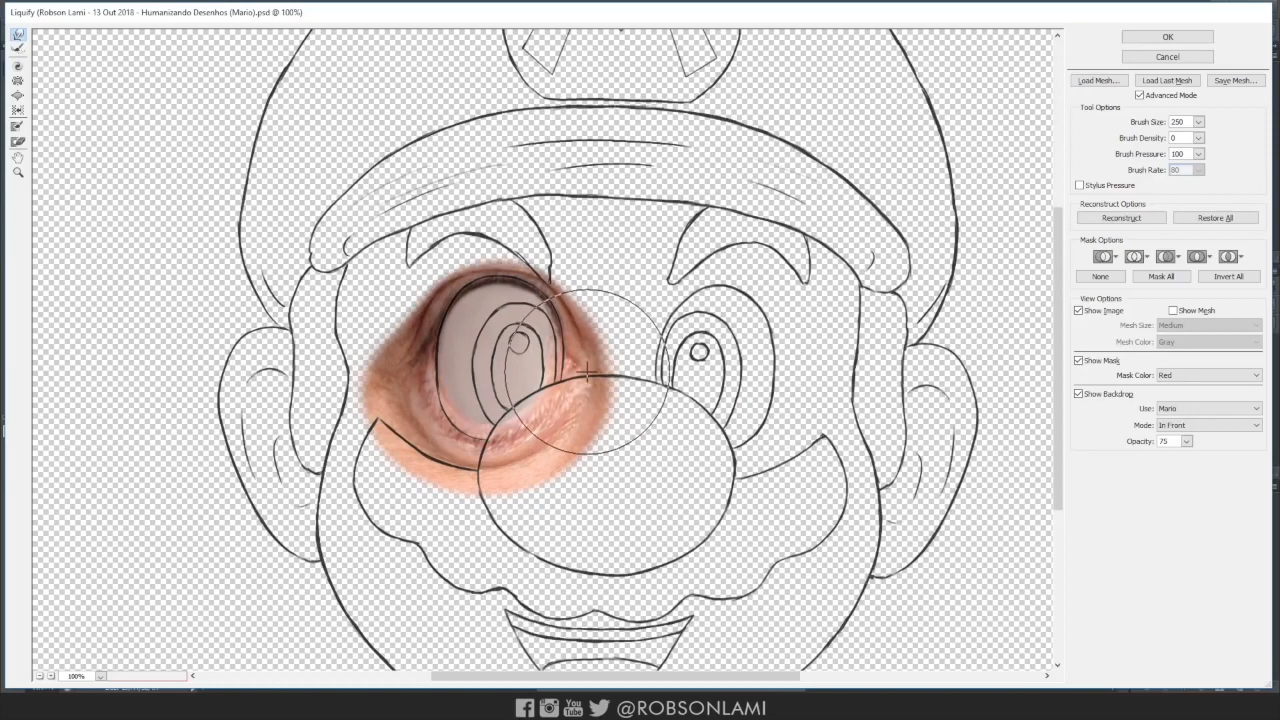 Liquify (Robson Lami - 13 Out 2018 - Humanizando Desenhos (Mario).psd @ 100%)
OK
Cancel
Load Mesh... Load Last Mesh Save Mesh...
Advanced Mode
Tool Options
Brush Size: 250
Brush Density: 0
Brush Pressure: 100
Brush Rate: 80
Stylus Pressure
Reconstruct Options
Reconstruct Restore All
Mask Options
None Mask All Invert All
View Options
Show Image Show Mesh
Mesh Size: Medium
Mesh Color: Gray
Show Mask
Mask Color: Red
Show Backdrop
Use: Mario
Mode: In Front
Opacity: 75
100%
You Tube @ROBSONLAMI